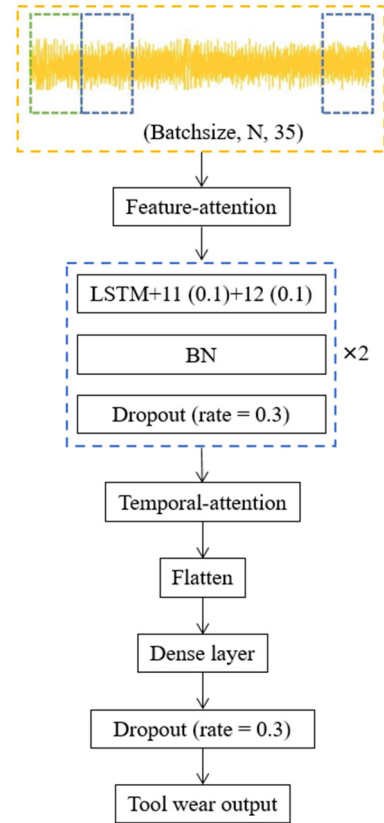 (Batchsize, N, 35)
Feature-attention
LSTM+11 (0.1)+12 (0.1)
BN
×2
Dropout (rate = 0.3)
Temporal-attention
Flatten
Dense layer
Dropout (rate = 0.3)
Tool wear output